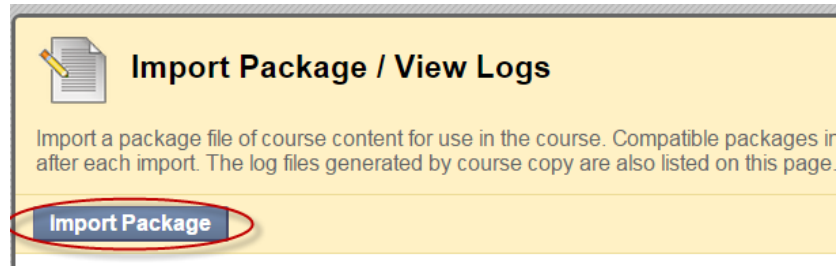 Import Package / View Logs
Import a package file of course content for use in the course. Compatible packages
after each import. The log files generated by course copy are also listed on this page.
Import Package